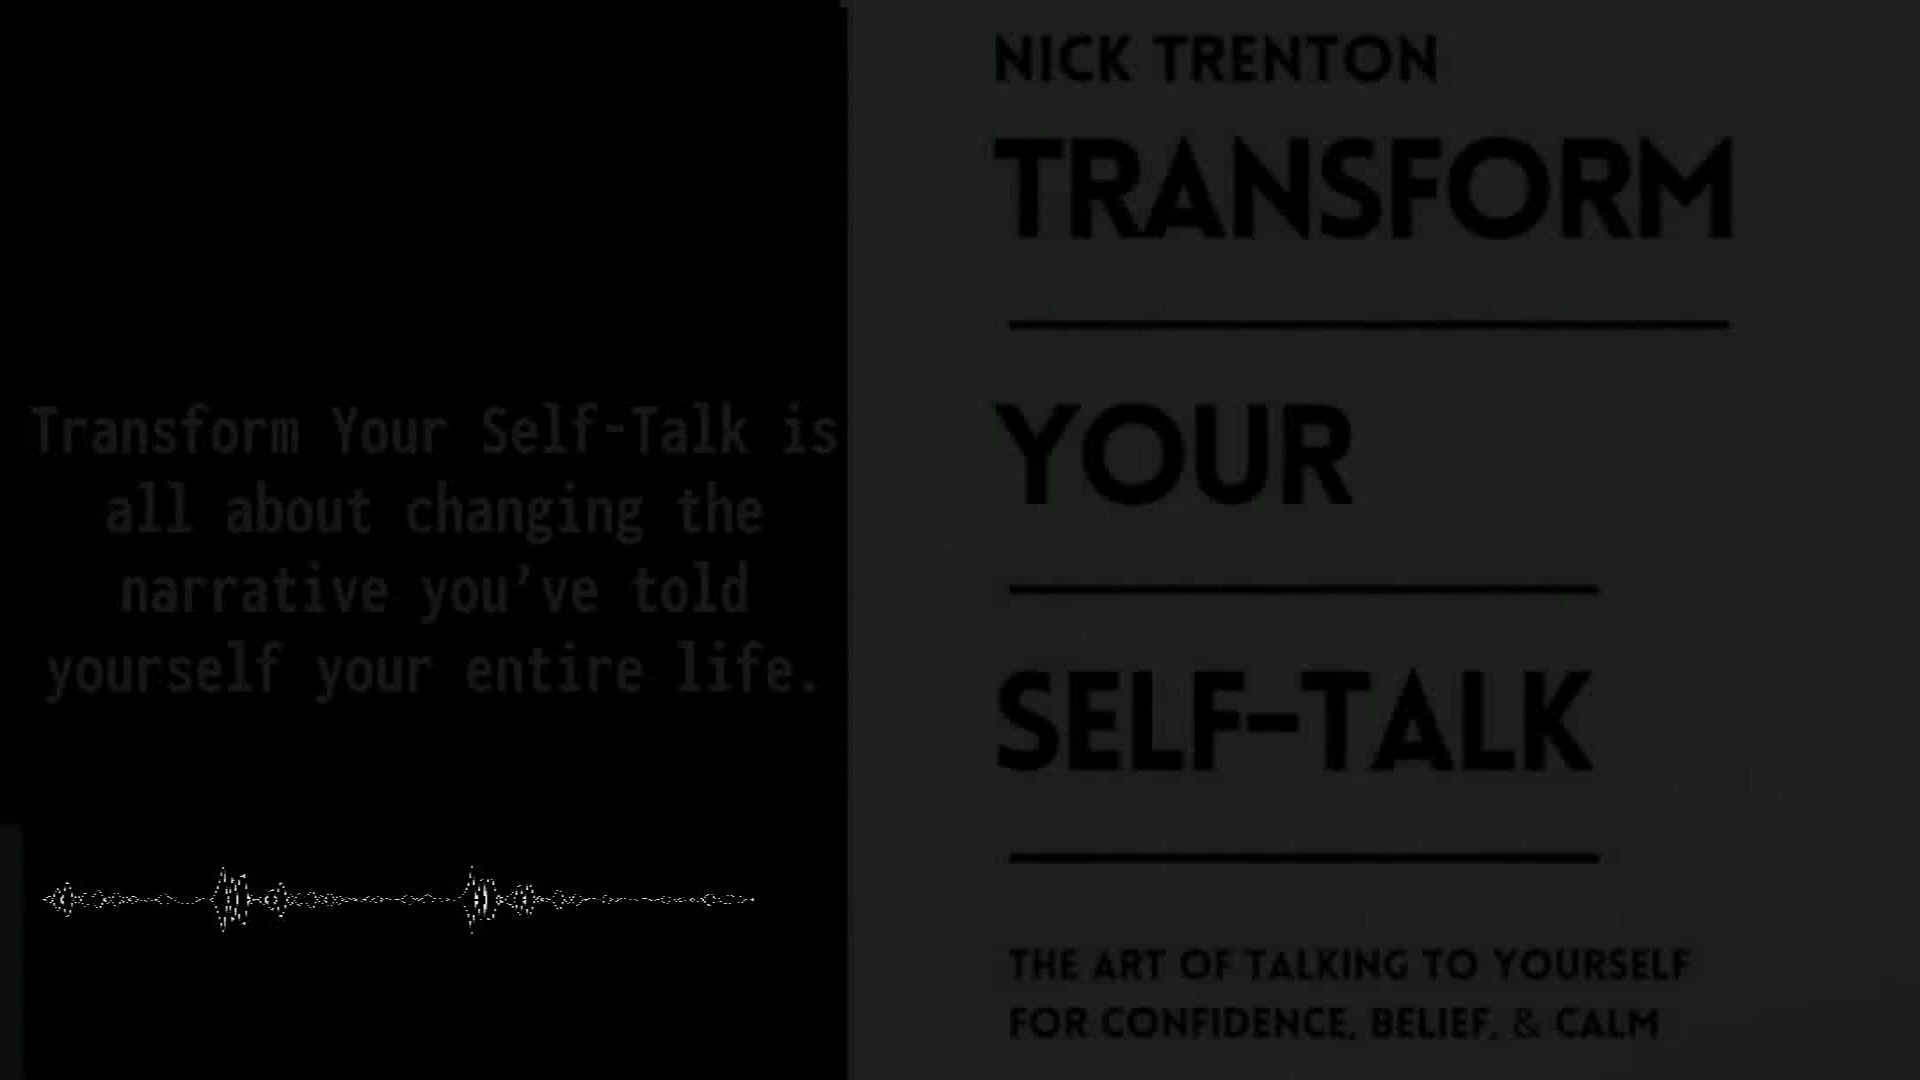 Transform Your Self-Talk is
all about changing the
narrative you’ve told
yourself your entire life.
NICK TRENTON
TRANSFORM
YOUR
SELF-TALK
THE ART OF TALKING TO YOURSELF
FOR CONFIDENCE, BELIEF, & CALM